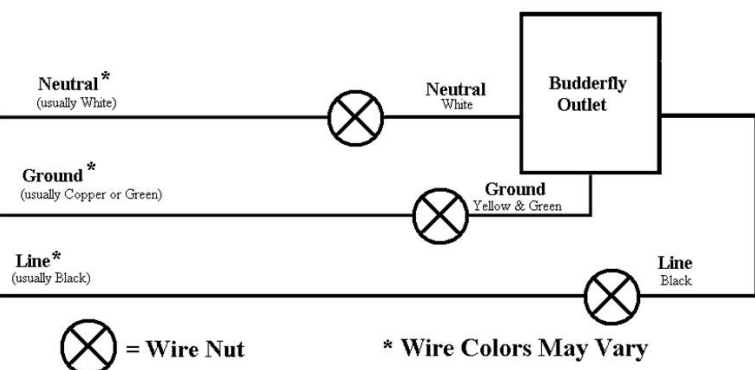 Neutral*
(usually White)
Neutral
White
Budderfly
Outlet
Ground*
(usually Copper or Green)
Ground
Yellow & Green
Line*
(usually Black)
Line
Black
= Wire Nut
* Wire Colors May Vary